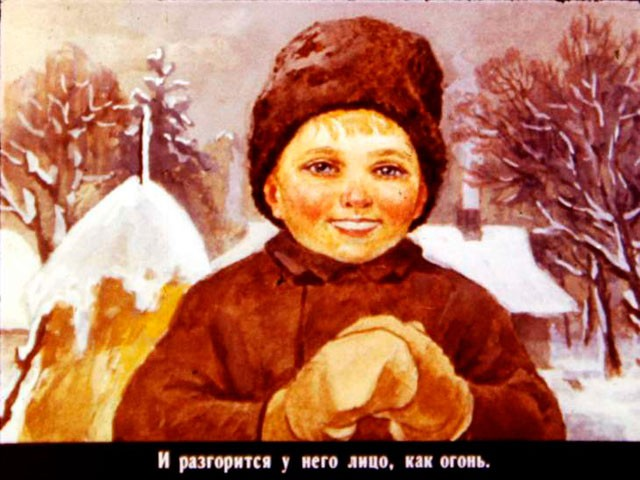 И разгорится у него лицо, как огонь.